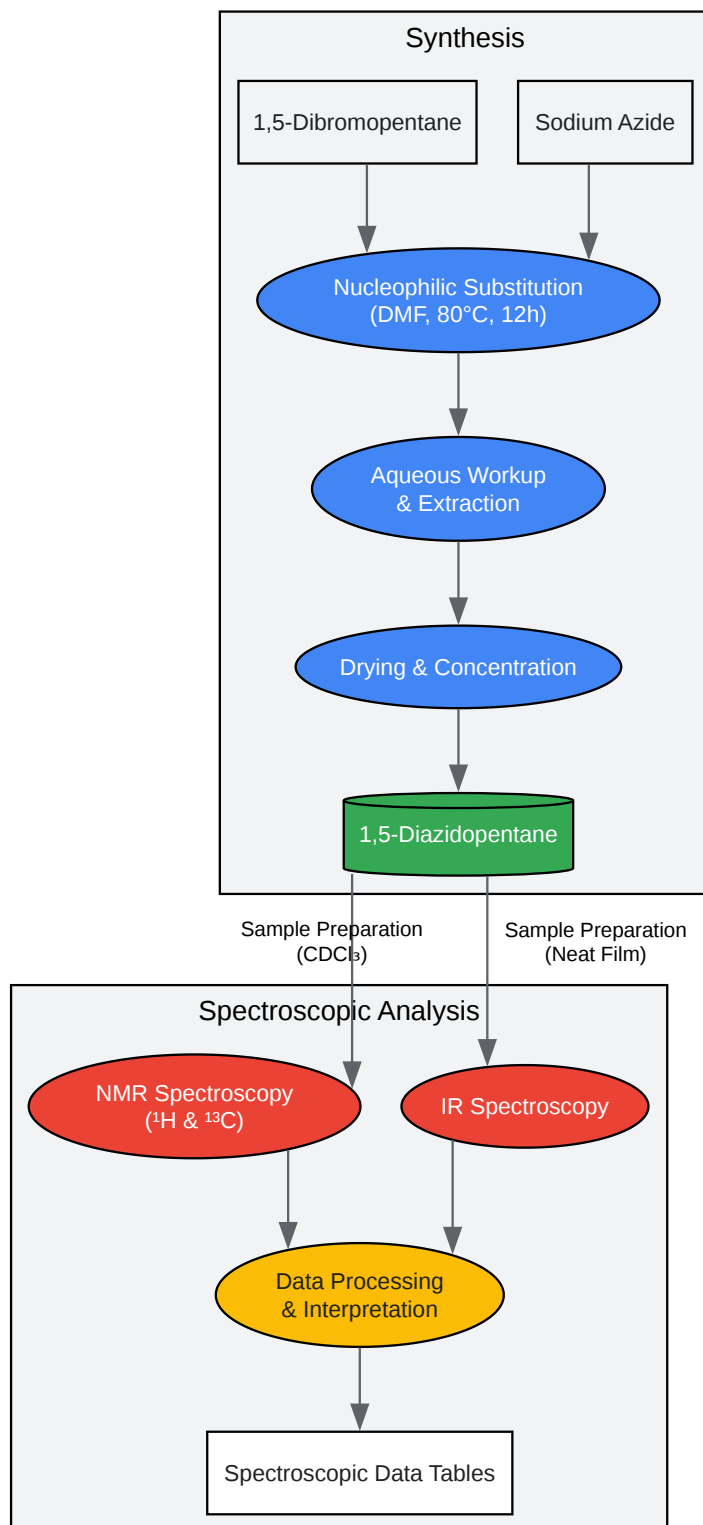 Synthesis
1,5-Dibromopentane
Sodium Azide
Nucleophilic Substitution
(DMF, 80°C, 12h)
Aqueous Workup
& Extraction
Drying & Concentration
1,5-Diazidopentane
Sample Preparation
(CDCl₃)
Sample Preparation
(Neat Film)
Spectroscopic Analysis
NMR Spectroscopy
(¹H & ¹³C)
IR Spectroscopy
Data Processing
& Interpretation
Spectroscopic Data Tables